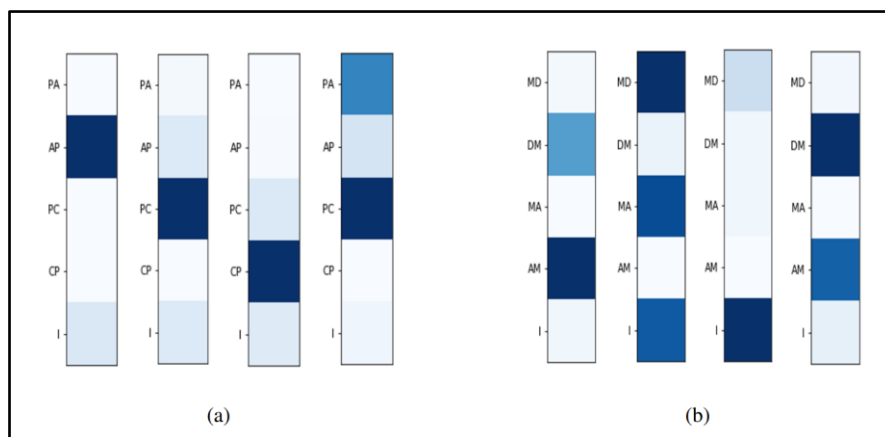 PA PA PA PA
AP AP AP AP
PC PC PC PC
CP CP CP CP
I I I I
(a)
MD MD MD MD
DM DM DM DM
MA MA MA MA
AM AM AM AM
I I I I
(b)